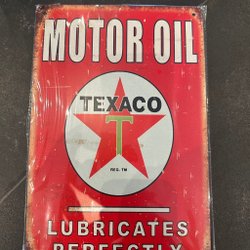 MOTOR OIL
TEXACO
T
REG. TM
LUBRICATES
PERFECTLY